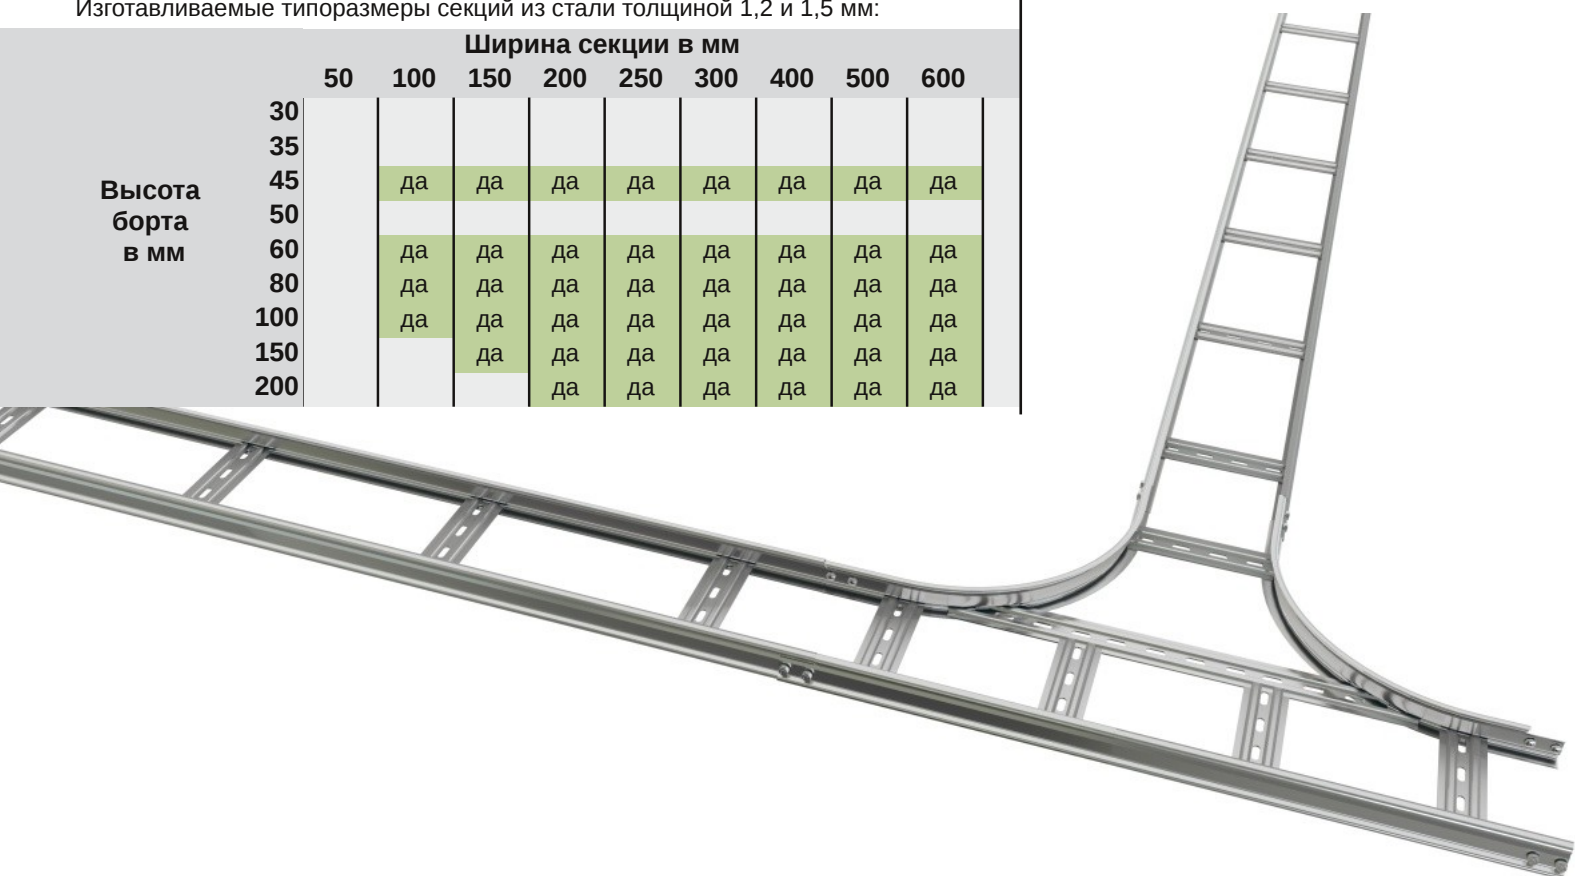 Изготавливаемые типоразмеры секций из стали толщиной 1,2 и 1,5 мм:
Ширина секции в мм
50 100 150 200 250 300 400 500 600
Высота
борта
в мм
30
35
45 да да да да да да да да
50
60 да да да да да да да да
80 да да да да да да да да
100 да да да да да да да да
150 да да да да да да да
200 да да да да да да